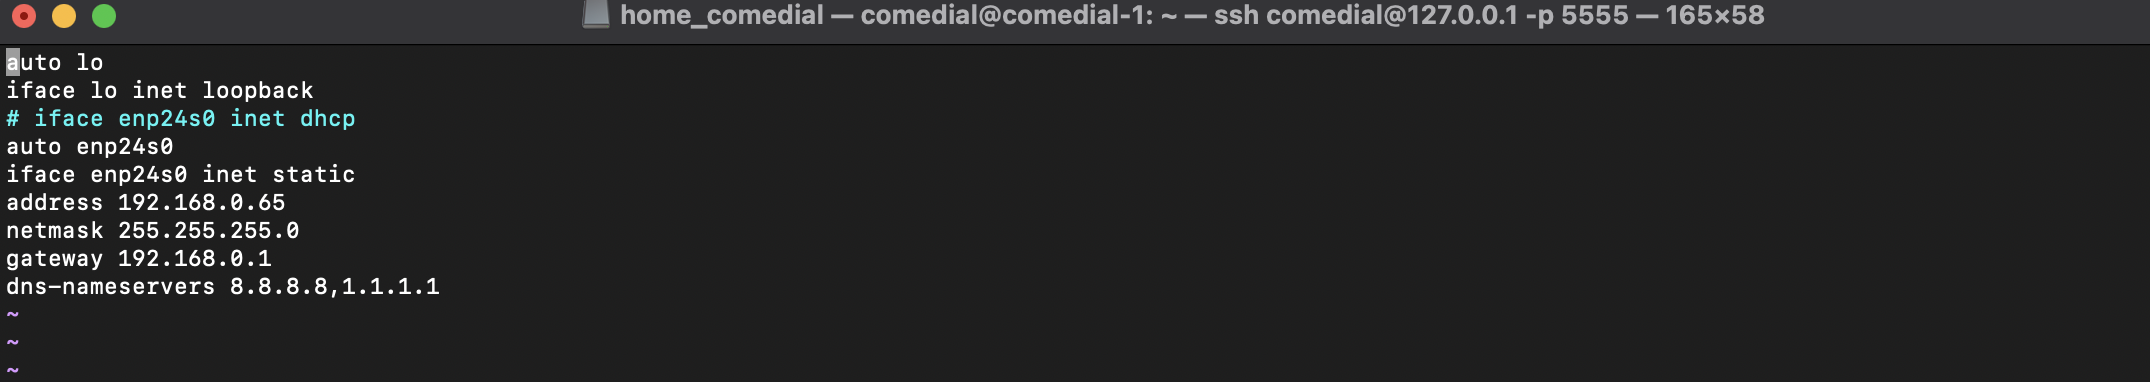 home_comedial — comedial@comedial-1: ~ — ssh comedial@127.0.0.1 -p 5555 — 165×58
auto lo
iface lo inet loopback
# iface enp24s0 inet dhcp
auto enp24s0
iface enp24s0 inet static
address 192.168.0.65
netmask 255.255.255.0
gateway 192.168.0.1
dns-nameservers 8.8.8.8,1.1.1.1
~
~
~